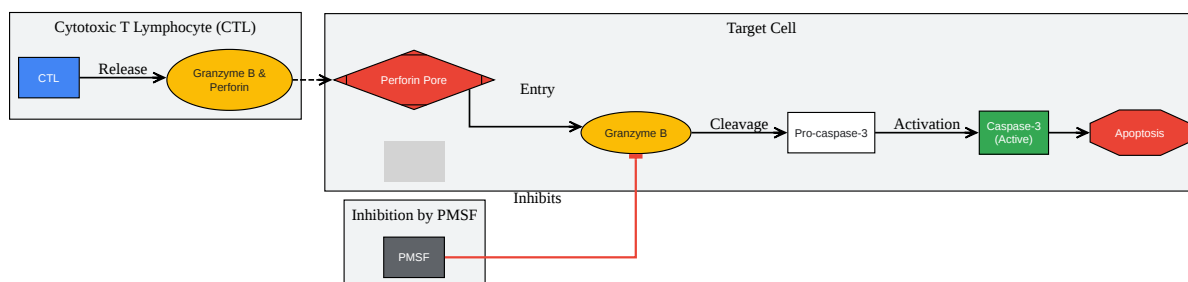 Cytotoxic T Lymphocyte (CTL)
CTL
Release
Granzyme B &
Perforin
Target Cell
Perforin Pore
Entry
Granzyme B
Cleavage
Pro-caspase-3
Activation
Caspase-3
(Active)
Apoptosis
Inhibits
Inhibition by PMSF
PMSF